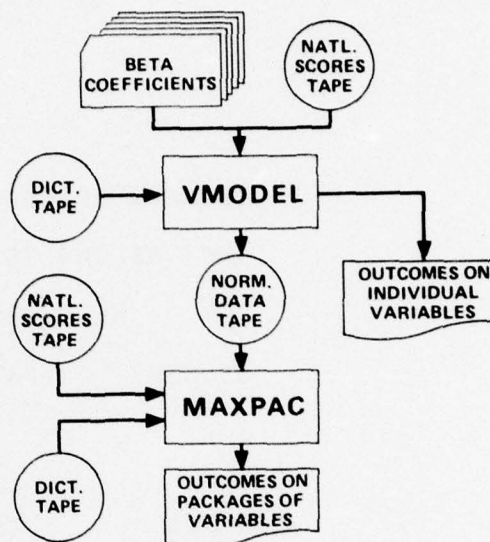 BETA
COEFFICIENTS
NATL.
SCORES
TAPE
DICT.
TAPE
VMODEL
NORM.
DATA
TAPE
OUTCOMES ON
INDIVIDUAL
VARIABLES
NATL.
SCORES
TAPE
MAXPAC
DICT.
TAPE
OUTCOMES ON
PACKAGES OF
VARIABLES